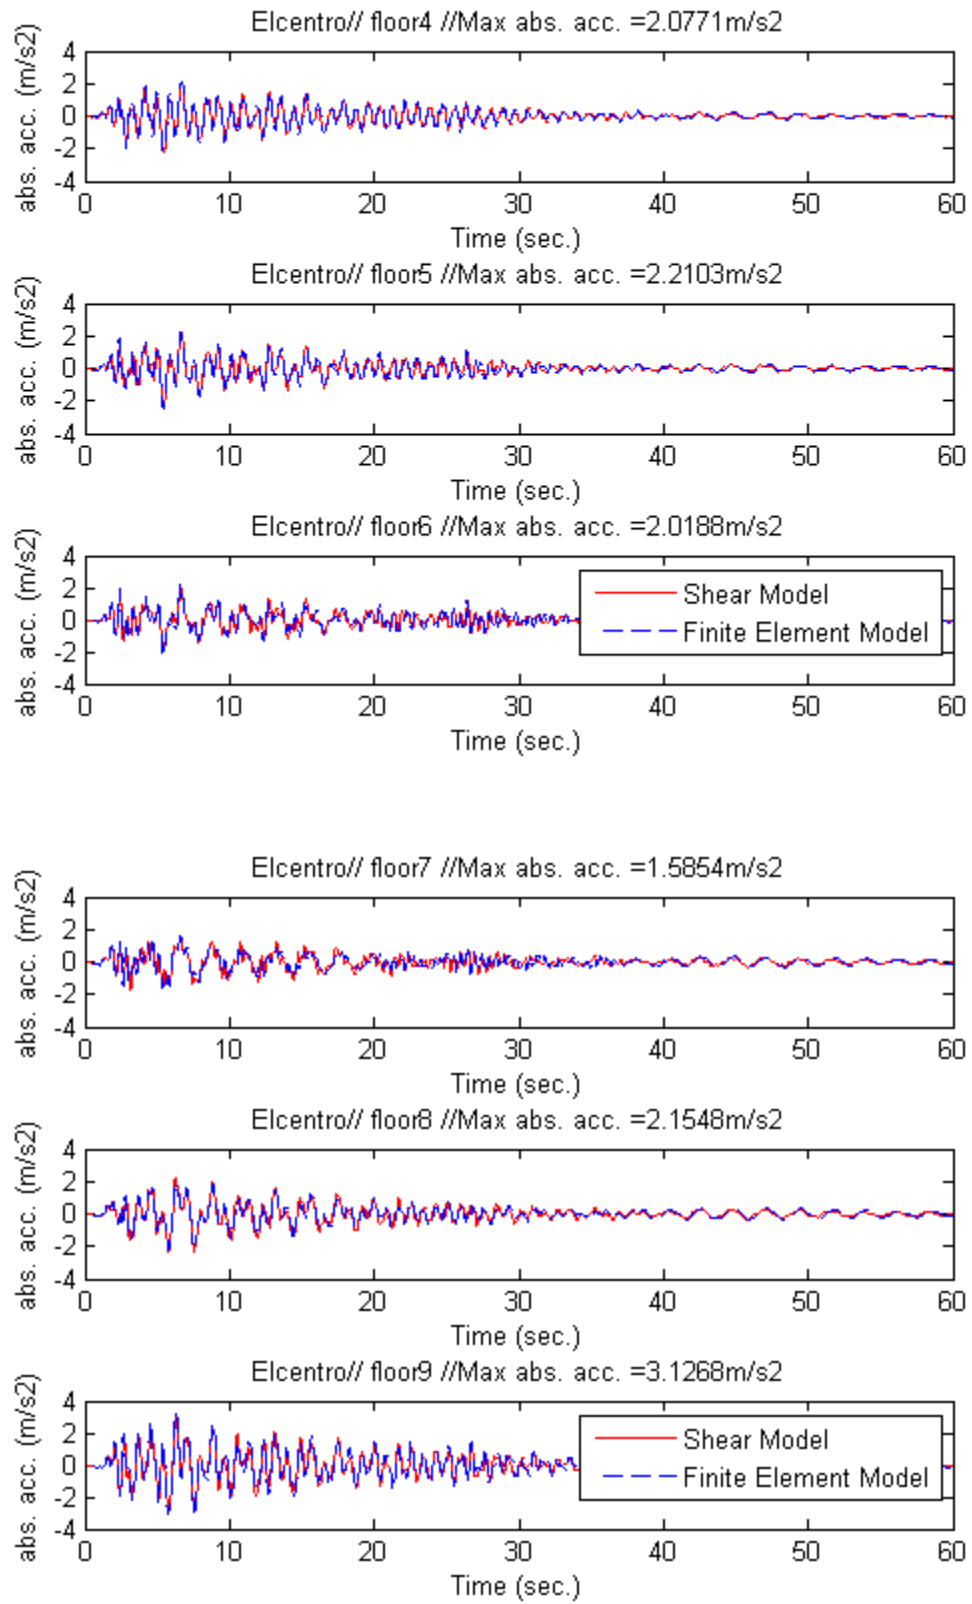 Elcentro// floor4 //Max abs. acc. =2.0771m/s2
abs. acc. (m/s2)
4
2
0
-2
-4
0 10 20 30 40 50 60
Time (sec.)
Elcentro// floor5 //Max abs. acc. =2.2103m/s2
abs. acc. (m/s2)
4
2
0
-2
-4
0 10 20 30 40 50 60
Time (sec.)
Elcentro// floor6 //Max abs. acc. =2.0188m/s2
abs. acc. (m/s2)
4
2
0
-2
-4
Shear Model
Finite Element Model
0 10 20 30 40 50 60
Time (sec.)
Elcentro// floor7 //Max abs. acc. =1.5854m/s2
abs. acc. (m/s2)
4
2
0
-2
-4
0 10 20 30 40 50 60
Time (sec.)
Elcentro// floor8 //Max abs. acc. =2.1548m/s2
abs. acc. (m/s2)
4
2
0
-2
-4
0 10 20 30 40 50 60
Time (sec.)
Elcentro// floor9 //Max abs. acc. =3.1268m/s2
abs. acc. (m/s2)
4
2
0
-2
-4
Shear Model
Finite Element Model
0 10 20 30 40 50 60
Time (sec.)